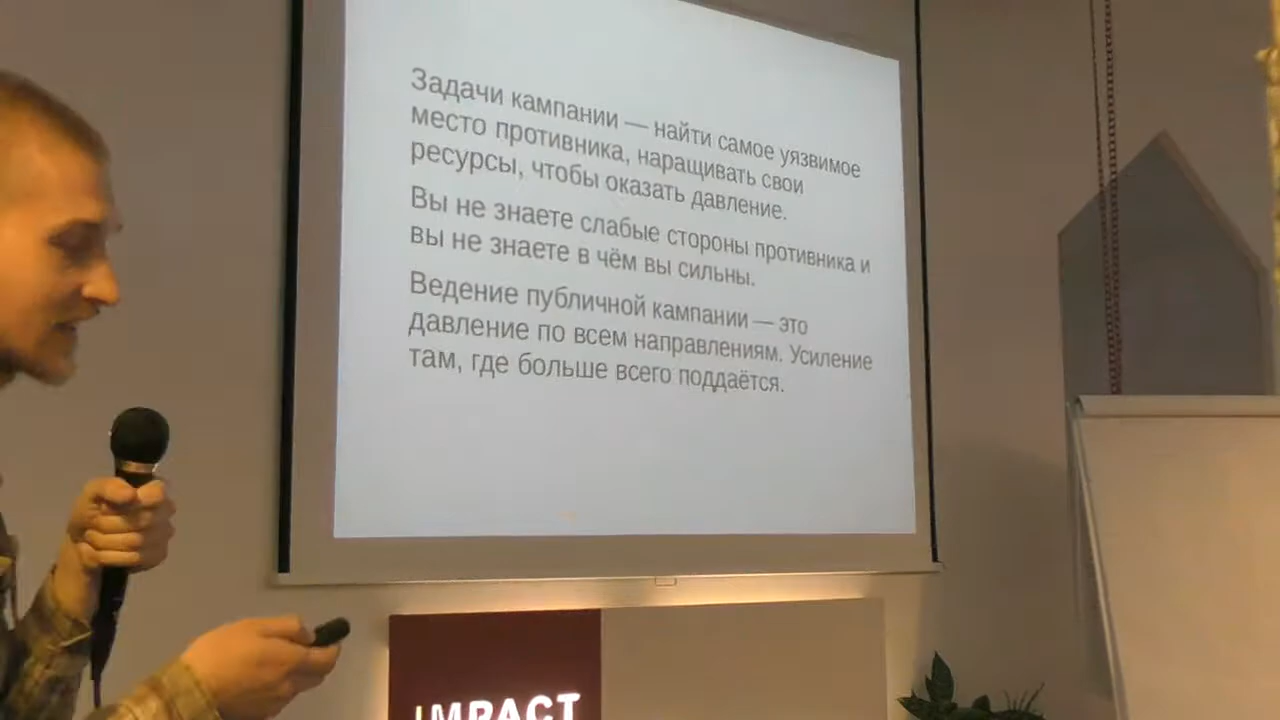 Задачи кампании — найти самое уязвимое
место противника, наращивать свои
ресурсы, чтобы оказать давление.
Вы не знаете слабые стороны противника и
вы не знаете в чём вы сильны.
Ведение публичной кампании — это
давление по всем направлениям. Усиление
там, где больше всего поддаётся.
IMPACT